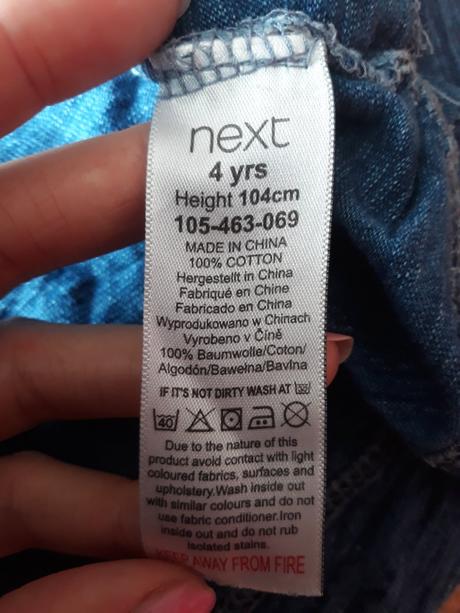 next
4 yrs
Height 104cm
105-463-069
MADE IN CHINA
100% COTTON
Hergestellt in China
Fabriqué en Chine
Fabricado en China
Wyprodukowano w Chinach
Vyrobeno v Číně
100% Baumwolle/Coton/
Algodón/Bawełna/Bavlna
IF IT'S NOT DIRTY WASH AT 30
40
Due to the nature of this
product avoid contact with light
coloured fabrics, surfaces and
upholstery.Wash inside out
with similar colours and do not
use fabric conditioner.Iron
inside out and do not rub
isolated stains.
KEEP AWAY FROM FIRE